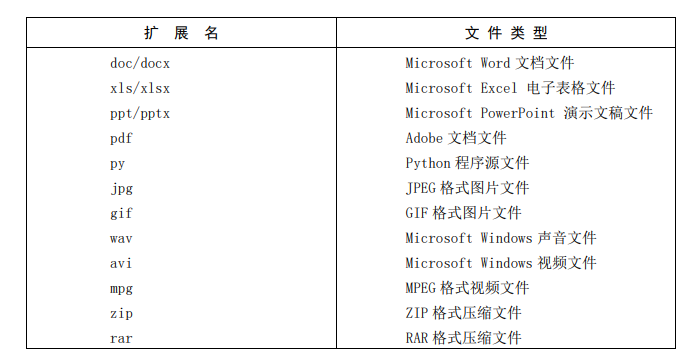 扩 展 名 文 件 类 型
doc/docx Microsoft Word 文档文件
xls/xlsx Microsoft Excel 电子表格文件
ppt/pptx Microsoft PowerPoint 演示文稿文件
pdf Adobe 文档文件
py Python 程序源文件
jpg JPEG 格式图片文件
gif GIF 格式图片文件
wav Microsoft Windows 声音文件
avi Microsoft Windows 视频文件
mpg MPEG 格式视频文件
zip ZIP 格式压缩文件
rar RAR 格式压缩文件